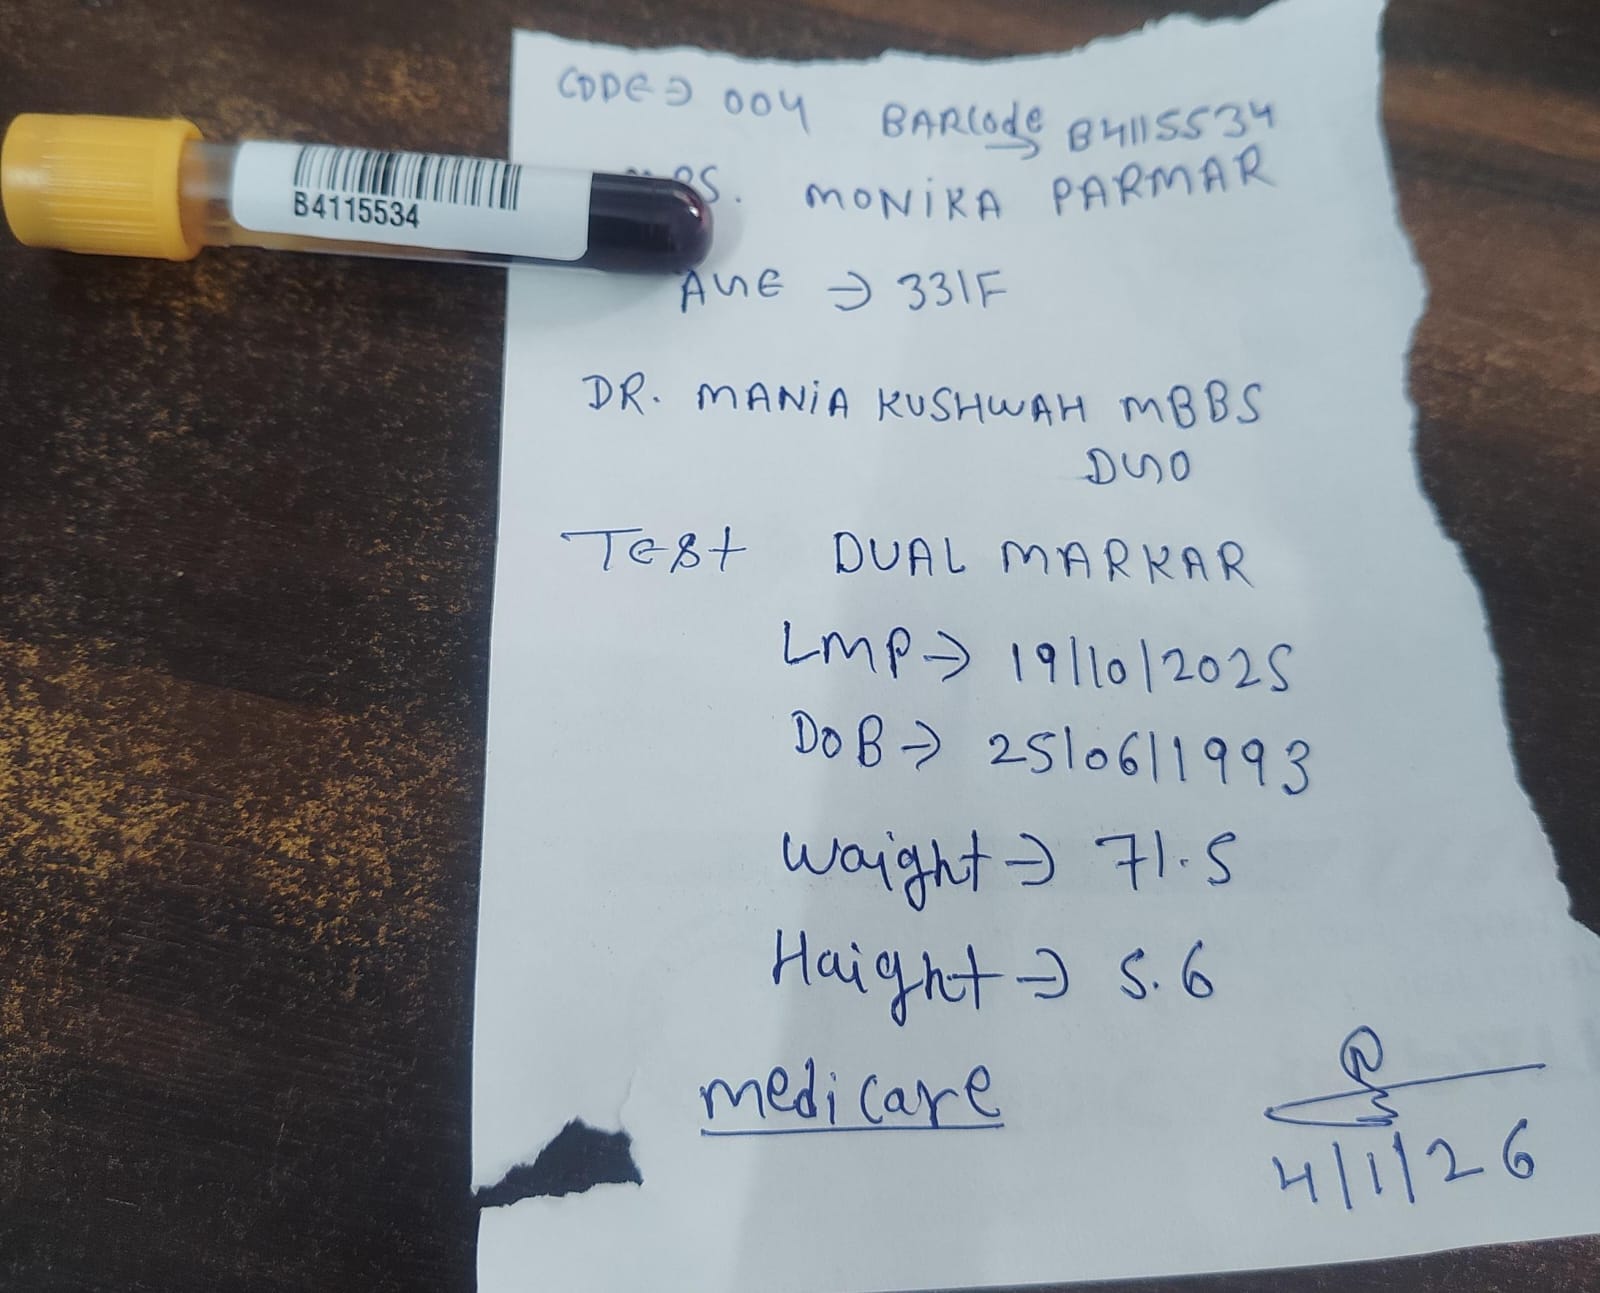 CODE → 004 BARCode → B4115534
B4115534
MRS. MONIKA PARMAR
AGE → 33/F
DR. MANIA KUSHWAH MBBS
DGO
TEST DUAL MARKAR
LMP → 19/10/2025
DOB → 25/06/1993
Waight → 71.5
Haight → 5.6
medicare
4/1/26